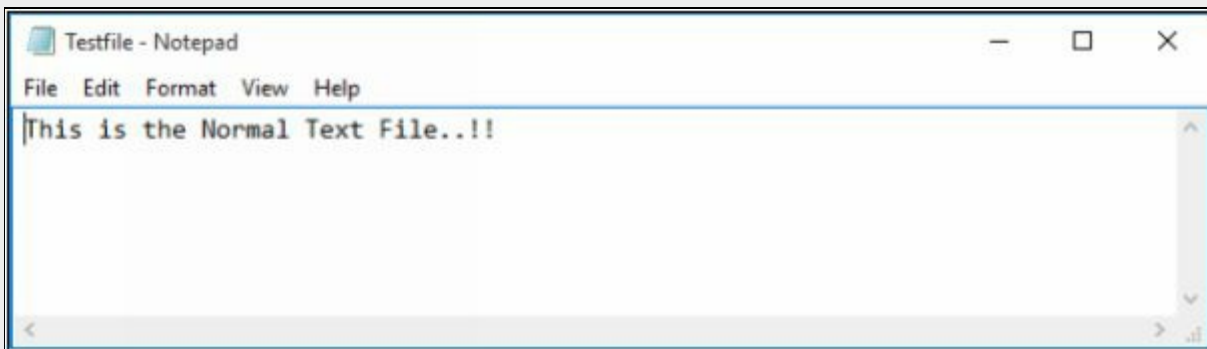 Testfile - Notepad
File Edit Format View Help
This is the Normal Text File..!!